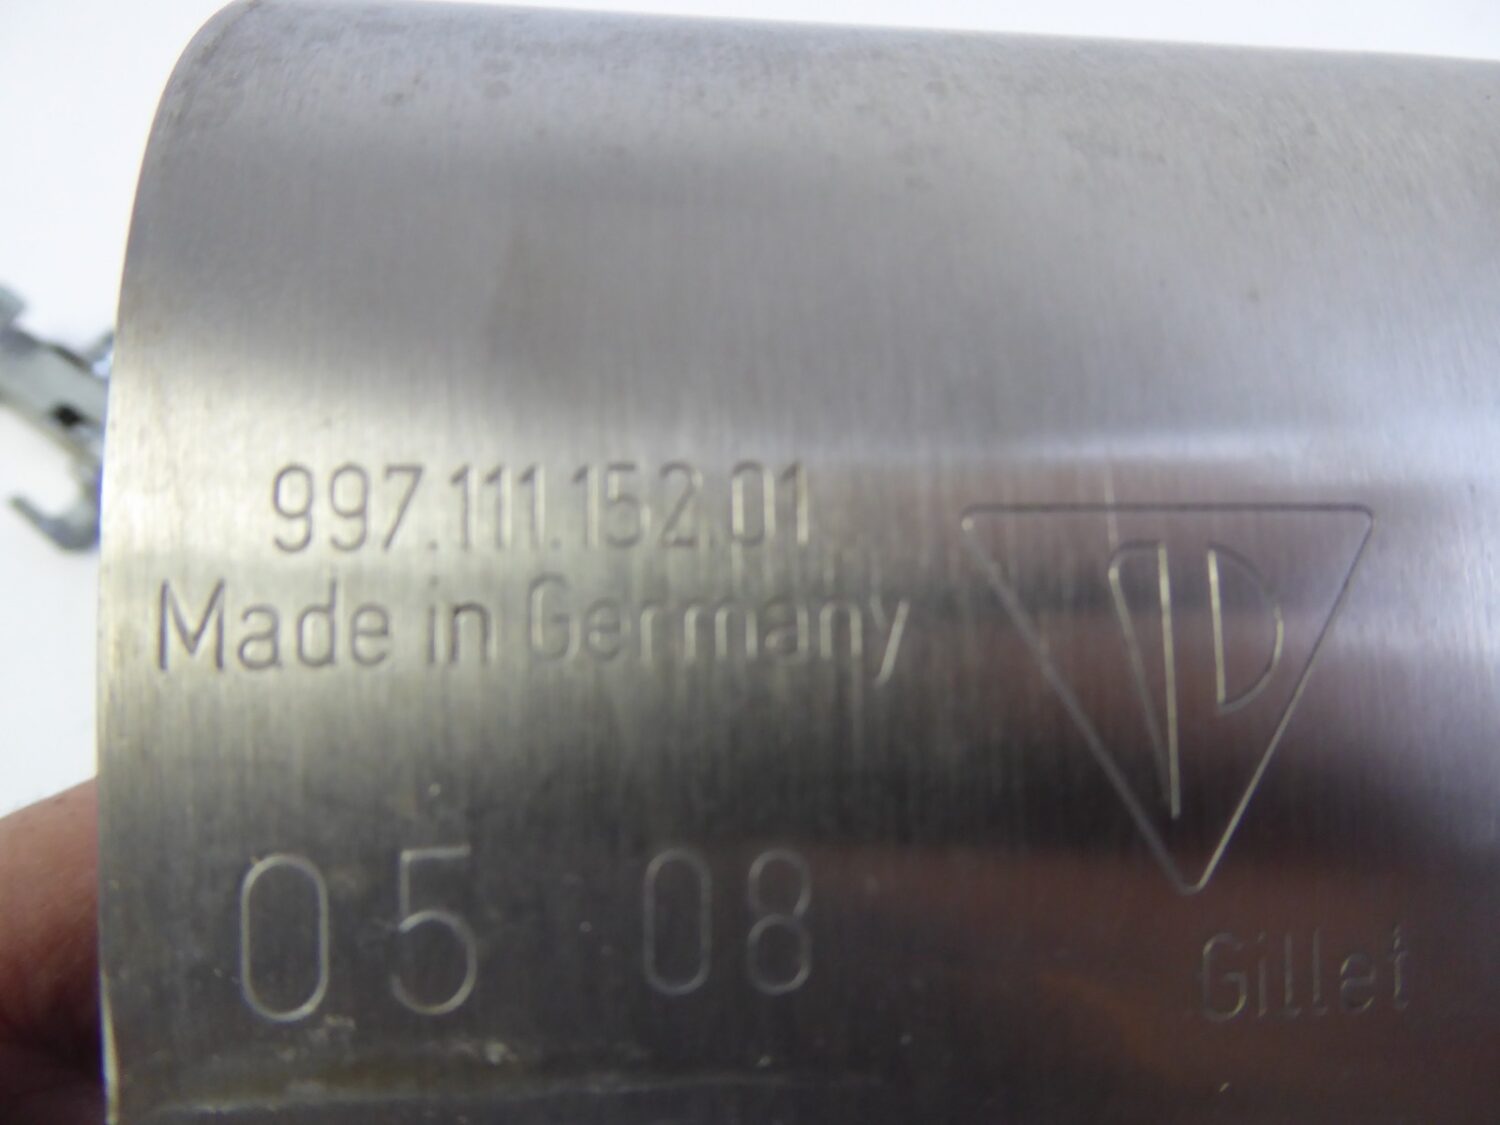 997.111.152.01
Made in Germany
05 08
Gillet